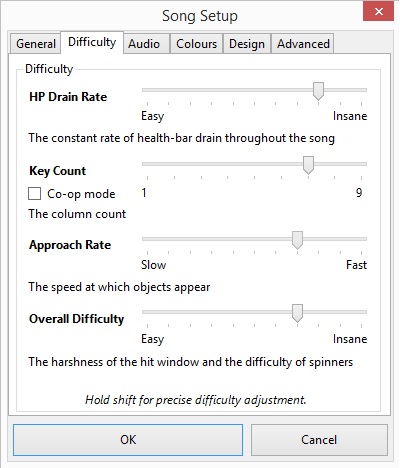 Song Setup
General Difficulty Audio Colours Design Advanced
Difficulty
HP Drain Rate
Easy Insane
The constant rate of health-bar drain throughout the song
Key Count
Co-op mode 1 9
The column count
Approach Rate
Slow Fast
The speed at which objects appear
Overall Difficulty
Easy Insane
The harshness of the hit window and the difficulty of spinners
Hold shift for precise difficulty adjustment.
OK Cancel